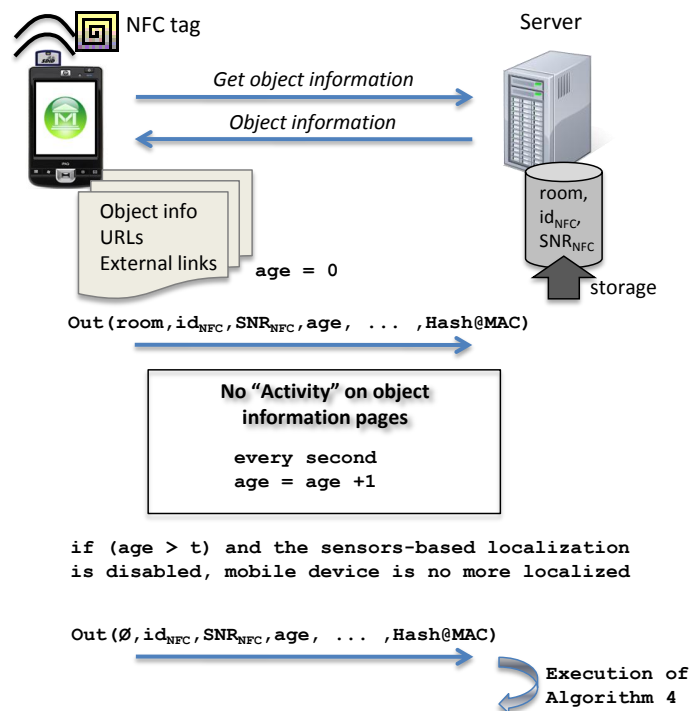 NFC tag
Server
Get object information
Object information
Object info
URLs
External links
room,
idNFC,
SNRNFC
storage
age = 0
Out(room,idNFC,SNRNFC,age, ... ,Hash@MAC)
No “Activity” on object
information pages
every second
age = age +1
if (age > t) and the sensors-based localization
is disabled, mobile device is no more localized
Out(Ø,idNFC,SNRNFC,age, ... ,Hash@MAC)
Execution of
Algorithm 4